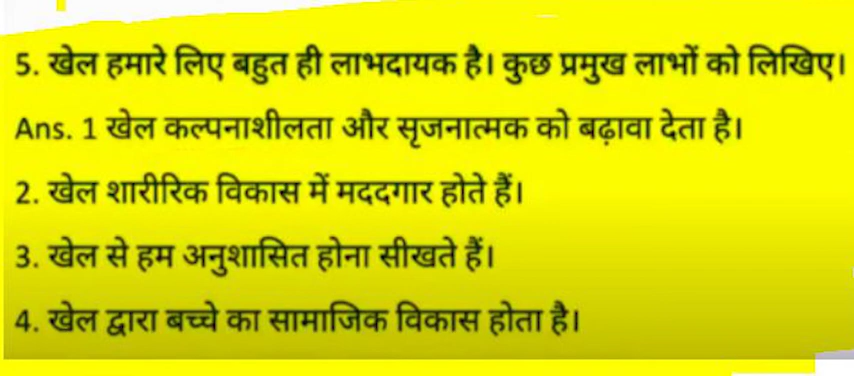 5. खेल हमारे लिए बहुत ही लाभदायक है। कुछ प्रमुख लाभों को लिखिए।
Ans. 1 खेल कल्पनाशीलता और सृजनात्मक को बढ़ावा देता है।
2. खेल शारीरिक विकास में मददगार होते हैं।
3. खेल से हम अनुशासित होना सीखते हैं।
4. खेल द्वारा बच्चे का सामाजिक विकास होता है।